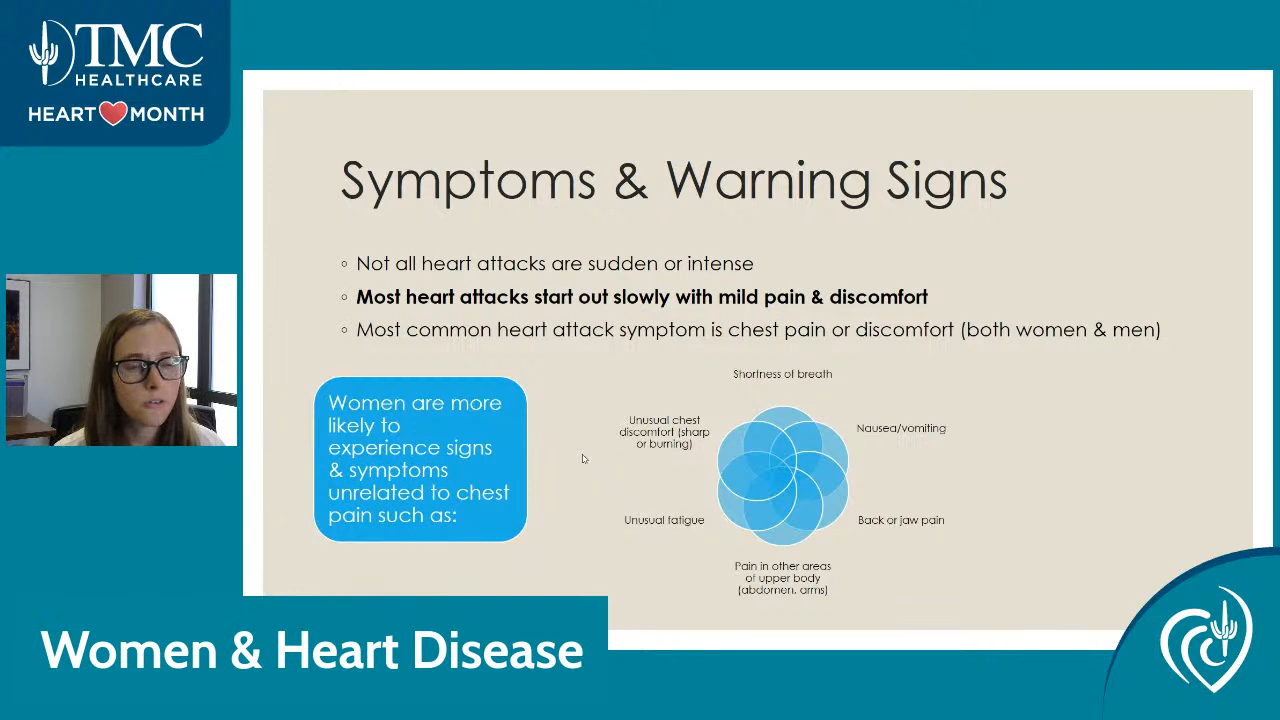 TMC
HEALTHCARE
HEART MONTH
Symptoms & Warning Signs
Not all heart attacks are sudden or intense
Most heart attacks start out slowly with mild pain & discomfort
Most common heart attack symptom is chest pain or discomfort (both women & men)
Women are more
likely to
experience signs
& symptoms
unrelated to chest
pain such as:
Shortness of breath
Nausea/vomiting
Back or jaw pain
Pain in other areas
of upper body
(abdomen, arms)
Unusual fatigue
Unusual chest
discomfort (sharp
or burning)
Women & Heart Disease